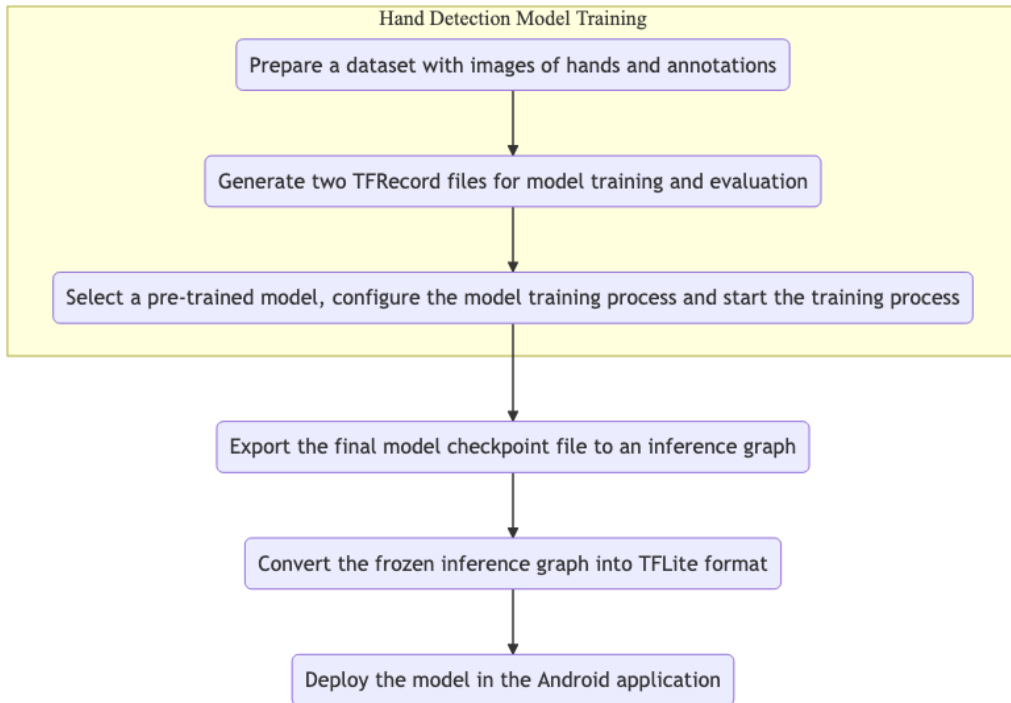 Hand Detection Model Training
Prepare a dataset with images of hands and annotations
Generate two TFRecord files for model training and evaluation
Select a pre-trained model, configure the model training process and start the training process
Export the final model checkpoint file to an inference graph
Convert the frozen inference graph into TFLite format
Deploy the model in the Android application